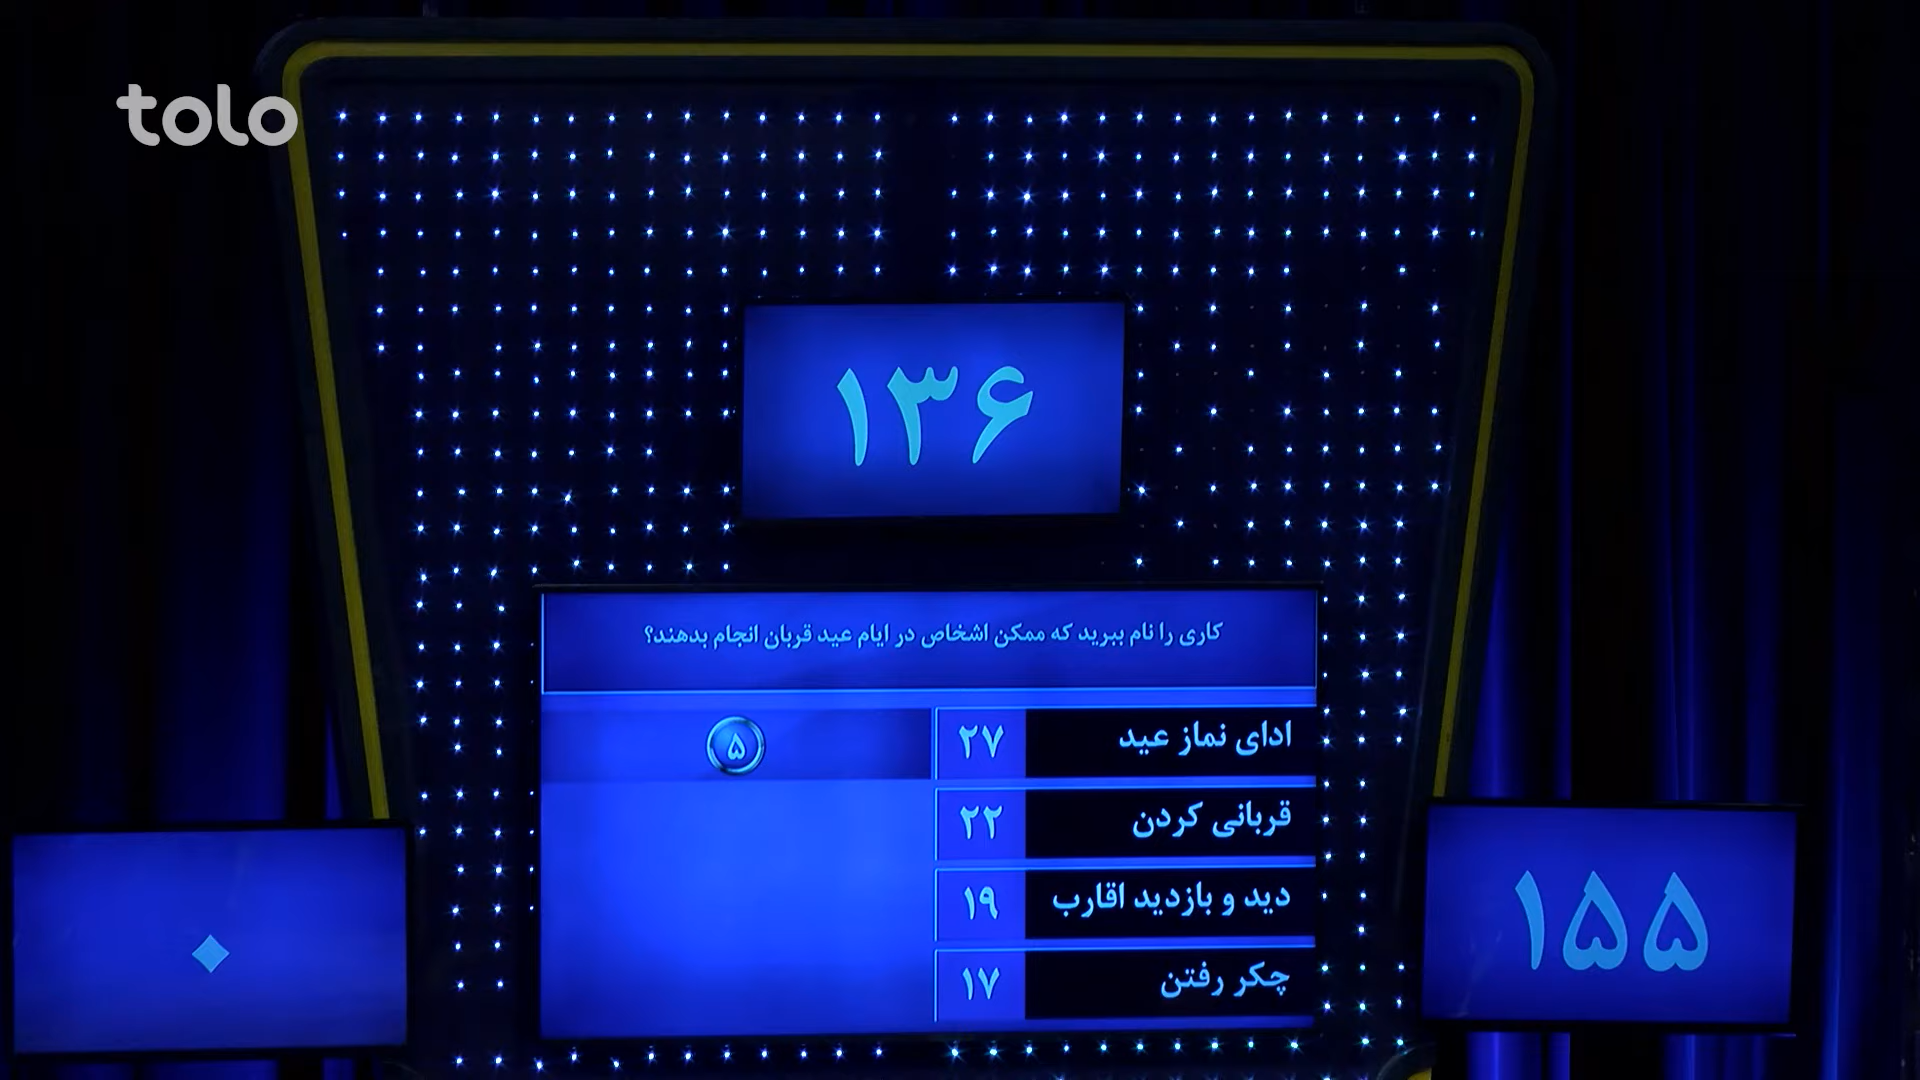 tolo
۱۳۶
کاری را نام ببرید که ممکن اشخاص در ایام عید قربان انجام بدهند؟
ادای نماز عید ۲۷
قربانی کردن ۲۲
دید و بازدید اقارب ۱۹
چکر رفتن ۱۷
۵
۱۵۵
۰